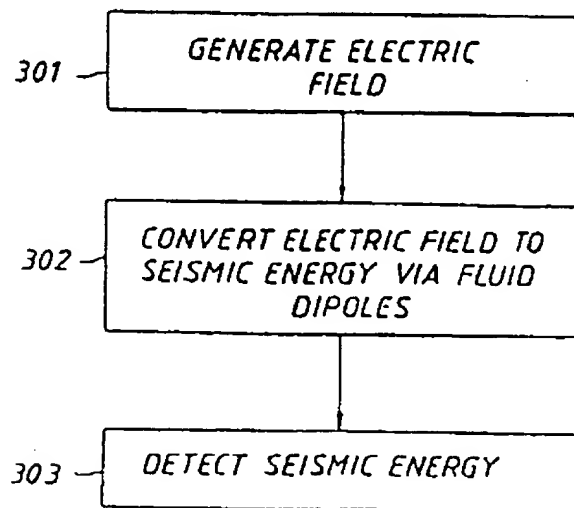 301
GENERATE ELECTRIC
FIELD
302
CONVERT ELECTRIC FIELD TO
SEISMIC ENERGY VIA FLUID
DIPOLES
303
DETECT SEISMIC ENERGY